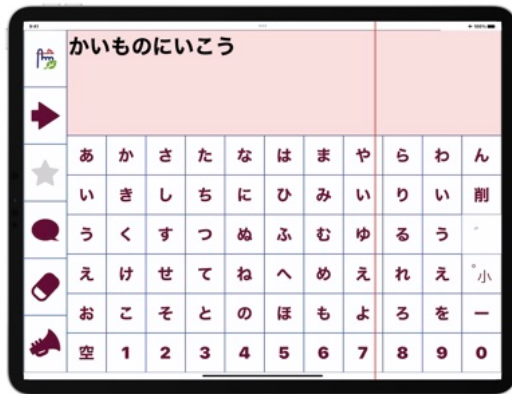 9:41
100%
かいものにいこう
あ か さ た な は ま や ら わ ん
い き し ち に ひ み い り い 削
う く す つ ぬ ふ む ゆ る う ゛
え け せ て ね へ め え れ え ゜小
お こ そ と の ほ も よ ろ を ー
空 1 2 3 4 5 6 7 8 9 0